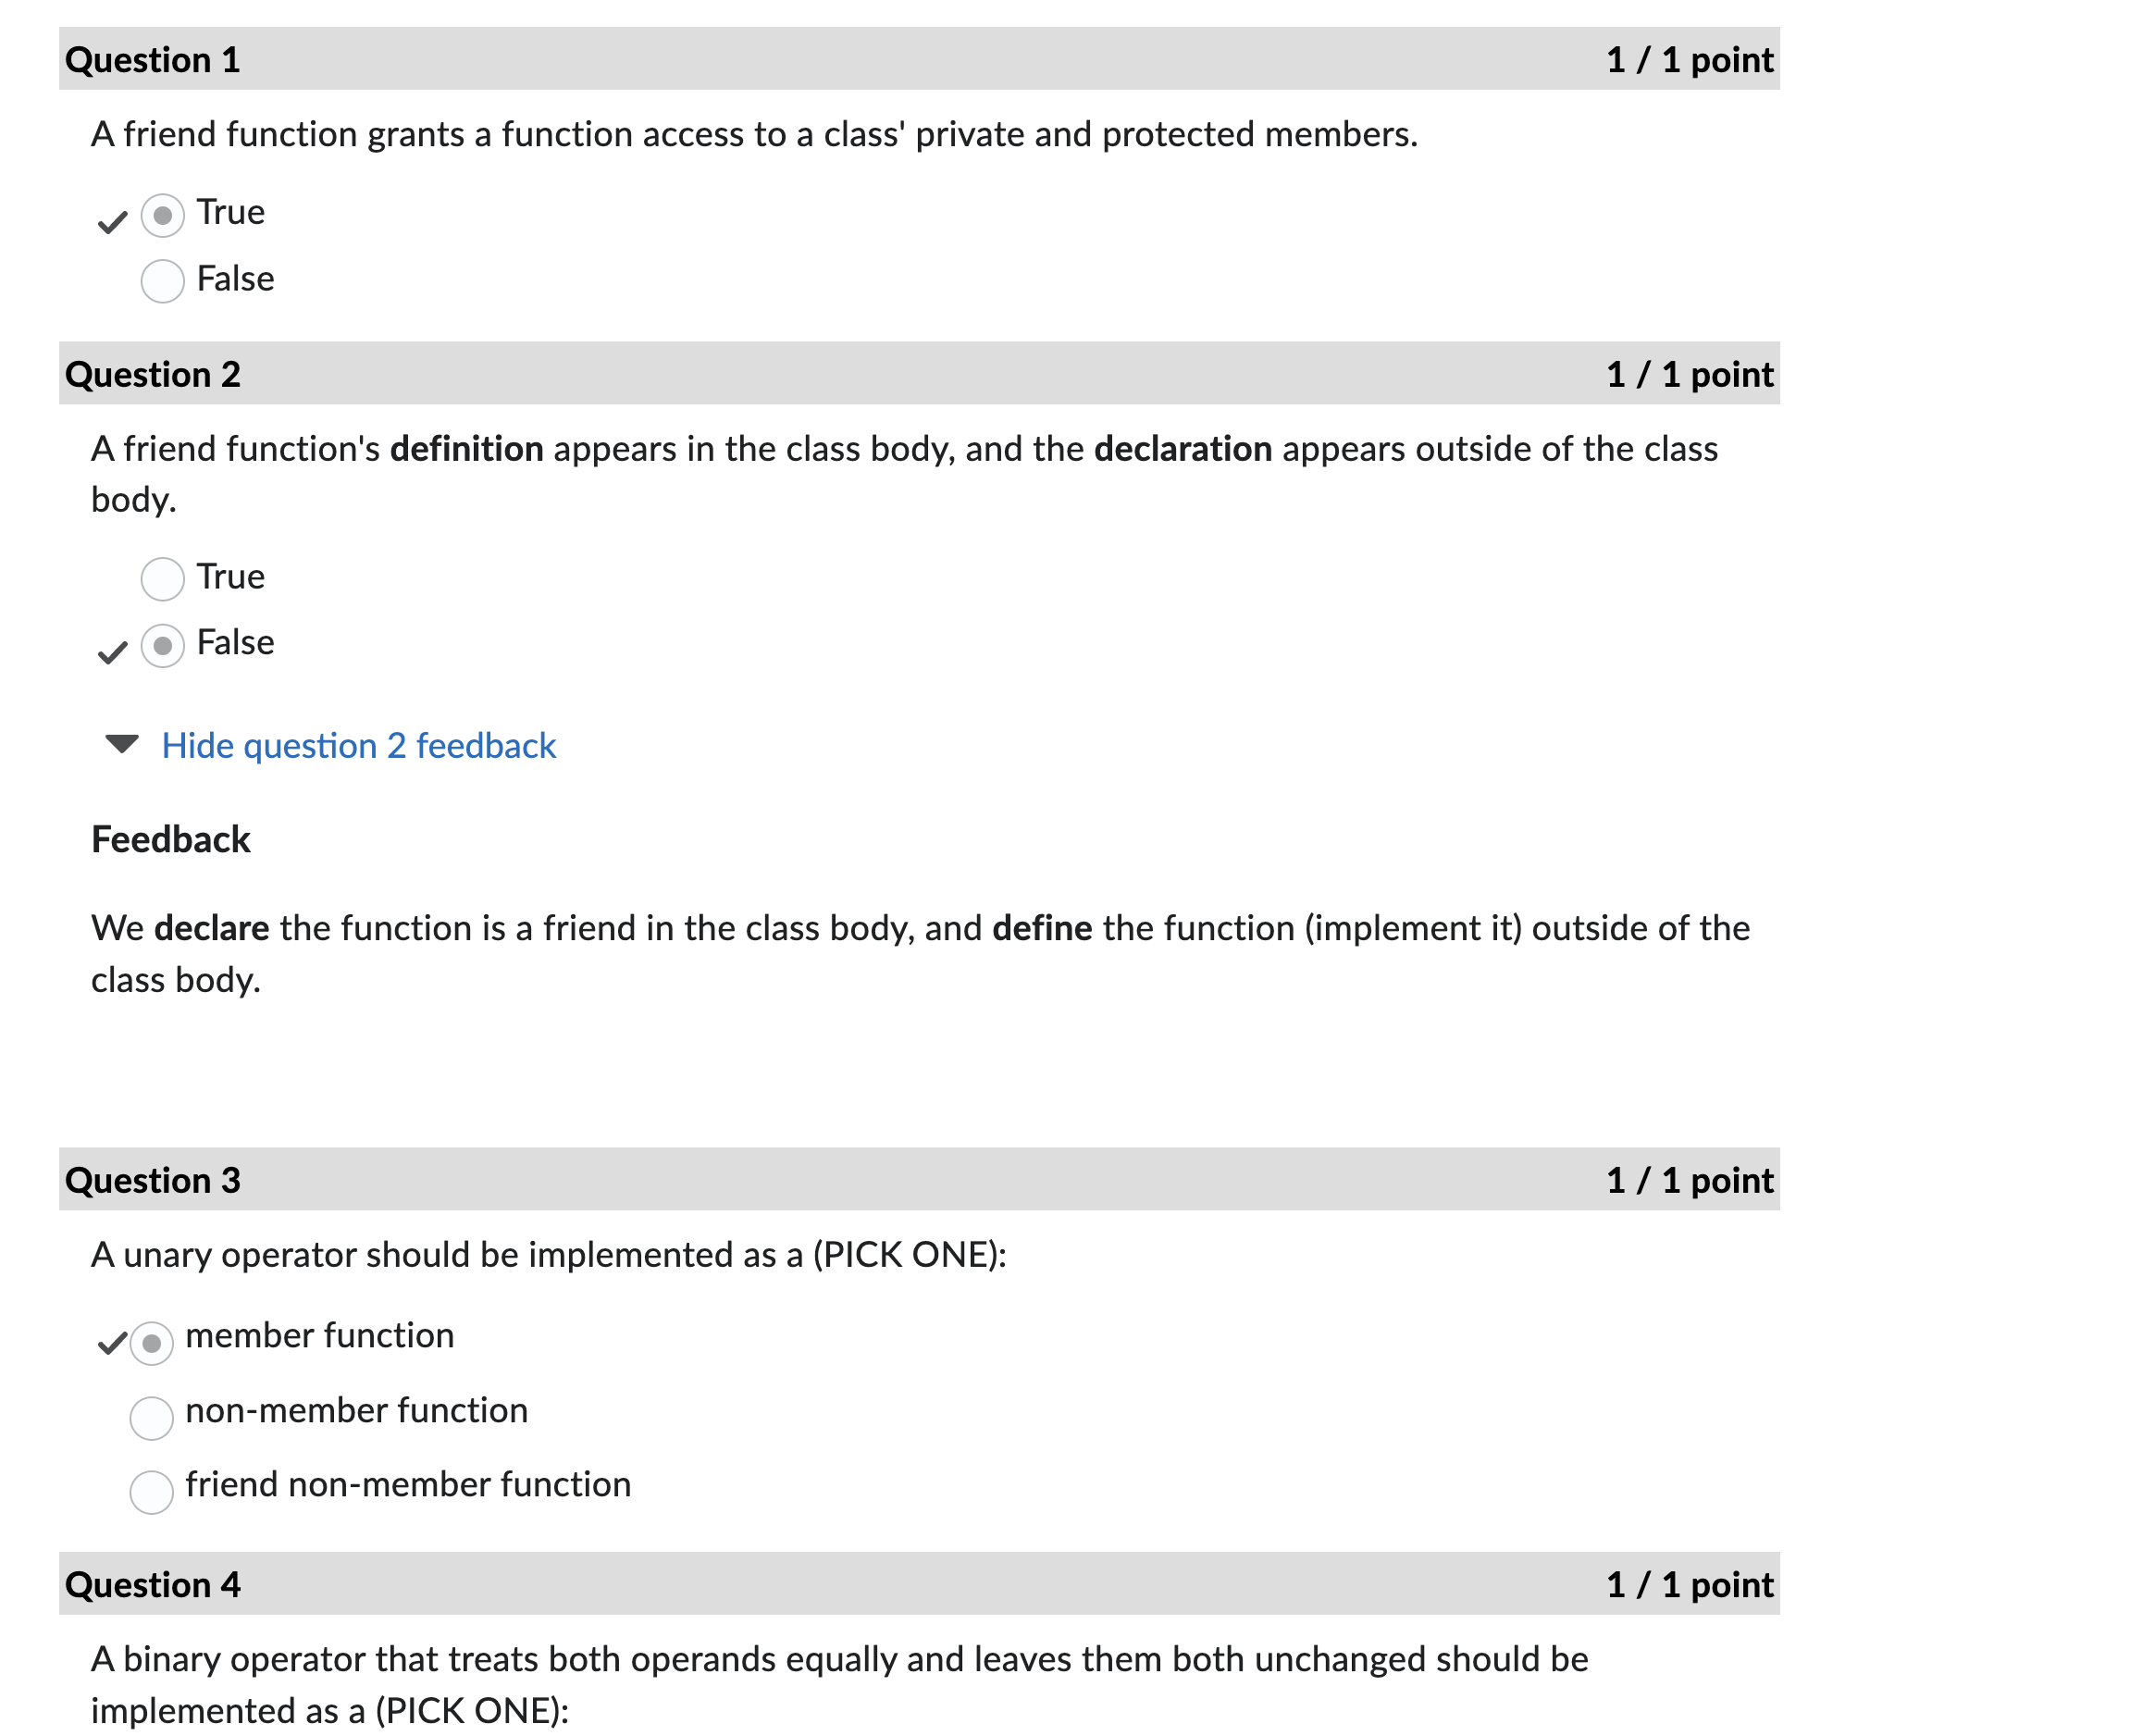 Question 1 1 / 1 point
A friend function grants a function access to a class' private and protected members.
True
False
Question 2 1 / 1 point
A friend function's definition appears in the class body, and the declaration appears outside of the class
body.
True
False
Hide question 2 feedback
Feedback
We declare the function is a friend in the class body, and define the function (implement it) outside of the
class body.
Question 3 1 / 1 point
A unary operator should be implemented as a (PICK ONE):
member function
non-member function
friend non-member function
Question 4 1 / 1 point
A binary operator that treats both operands equally and leaves them both unchanged should be
implemented as a (PICK ONE):